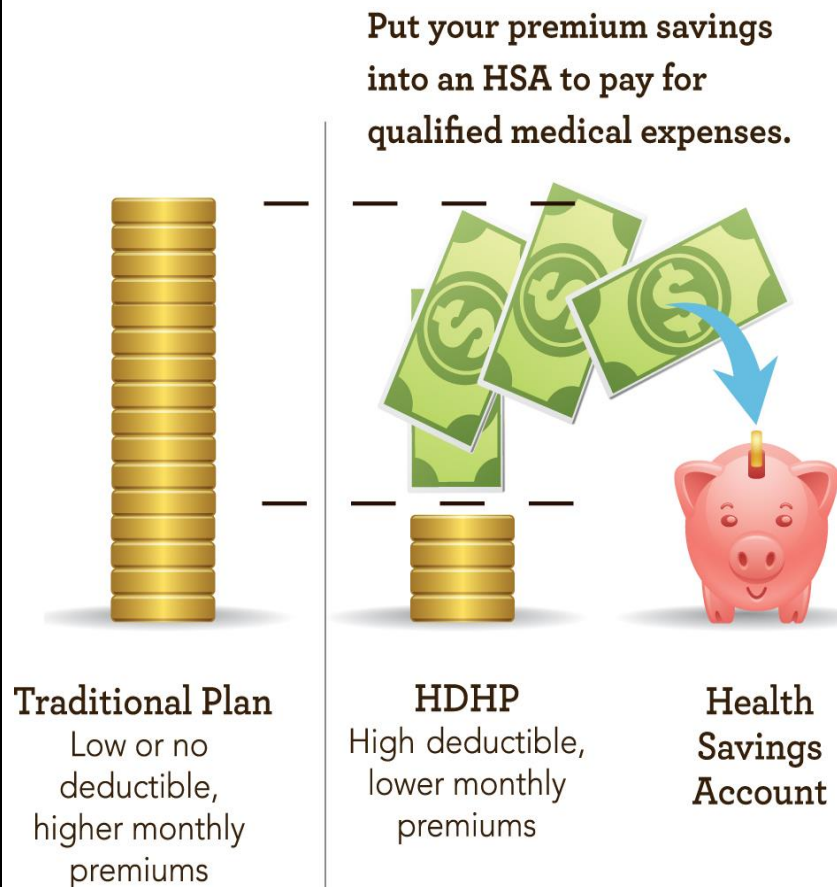 Put your premium savings
into an HSA to pay for
qualified medical expenses.
Traditional Plan
Low or no
deductible,
higher monthly
premiums
HDHP
High deductible,
lower monthly
premiums
Health
Savings
Account